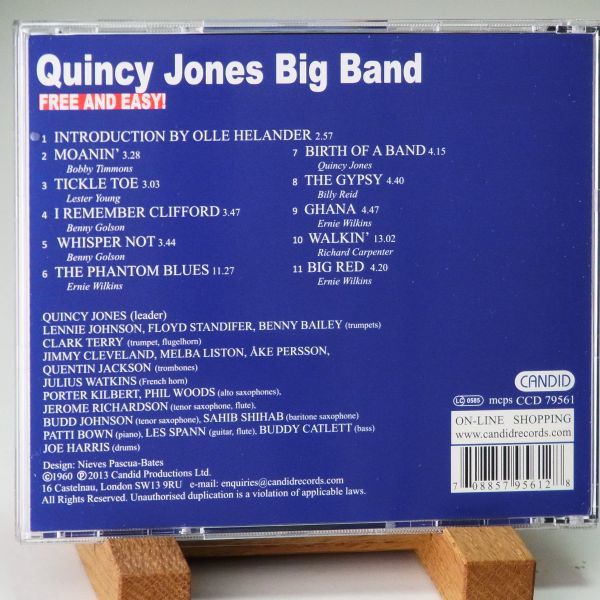 Quincy Jones Big Band
FREE AND EASY!
1 INTRODUCTION BY OLLE HELANDER 2.57
2 MOANIN' 3.28
Bobby Timmons
3 TICKLE TOE 3.03
Lester Young
4 I REMEMBER CLIFFORD 3.47
Benny Golson
5 WHISPER NOT 3.44
Benny Golson
6 THE PHANTOM BLUES 11.27
Ernie Wilkins
7 BIRTH OF A BAND 4.15
Quincy Jones
8 THE GYPSY 4.40
Billy Reid
9 GHANA 4.47
Ernie Wilkins
10 WALKIN' 13.02
Richard Carpenter
11 BIG RED 4.20
Ernie Wilkins
QUINCY JONES (leader)
LENNIE JOHNSON, FLOYD STANDIFER, BENNY BAILEY (trumpets)
CLARK TERRY (trumpet, flugelhorn)
JIMMY CLEVELAND, MELBA LISTON, ÅKE PERSSON,
QUENTIN JACKSON (trombones)
JULIUS WATKINS (French horn)
PORTER KILBERT, PHIL WOODS (alto saxophones),
JEROME RICHARDSON (tenor saxophone, flute),
BUDD JOHNSON (tenor saxophone), SAHIB SHIHAB (baritone saxophone)
PATTI BOWN (piano), LES SPANN (guitar, flute), BUDDY CATLETT (bass)
JOE HARRIS (drums)
Design: Nieves Pascua-Bates
©1960 ℗2013 Candid Productions Ltd.
16 Castelnau, London SW13 9RU e-mail: enquiries@candidrecords.com
All Rights Reserved. Unauthorised duplication is a violation of applicable laws.
CANDID
LC 0585 mcps CCD 79561
ON-LINE SHOPPING
www.candidrecords.com
7 08857 95612 8